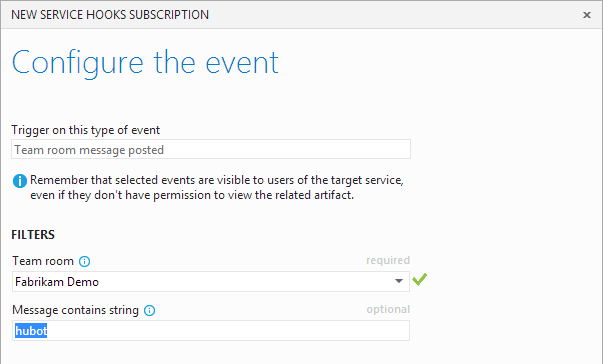 NEW SERVICE HOOKS SUBSCRIPTION
Configure the event
Trigger on this type of event
Team room message posted
Remember that selected events are visible to users of the target service,
even if they don't have permission to view the related artifact.
FILTERS
Team room required
Fabrikam Demo
Message contains string optional
hubot